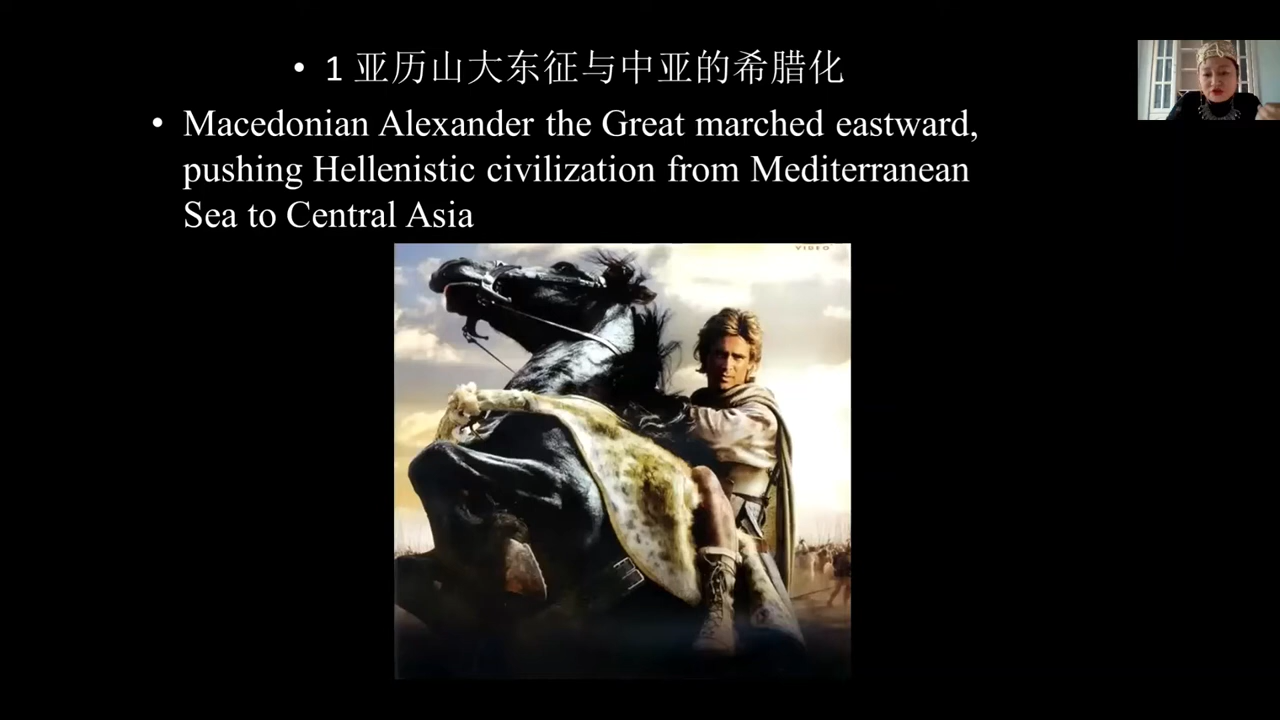 • 1 亚历山大东征与中亚的希腊化
• Macedonian Alexander the Great marched eastward,
pushing Hellenistic civilization from Mediterranean
Sea to Central Asia
VIDEO